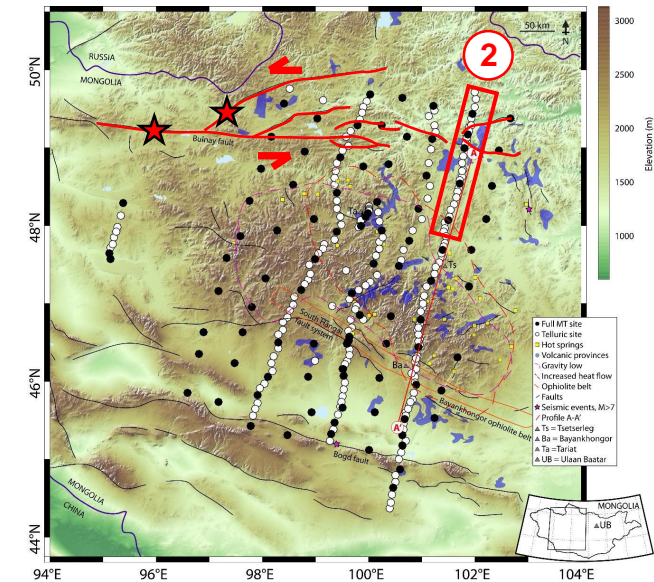 50 km
N
2
50°N
48°N
46°N
44°N
RUSSIA
MONGOLIA
Bulnay fault
A
Ts
South Hangai
fault system
Ba
Bayankhongor ophiolite belt
A'
Bogd fault
MONGOLIA
CHINA
94°E
96°E
98°E
100°E
102°E
104°E
3000
2500
2000
1500
1000
Elevation (m)
Full MT site
Telluric site
Hot springs
Volcanic provinces
Gravity low
Increased heat flow
Ophiolite belt
Faults
Seismic events, M>7
Profile A-A'
Ts = Tsetserleg
Ba = Bayankhongor
Ta = Tariat
UB = Ulaan Baatar
MONGOLIA
UB